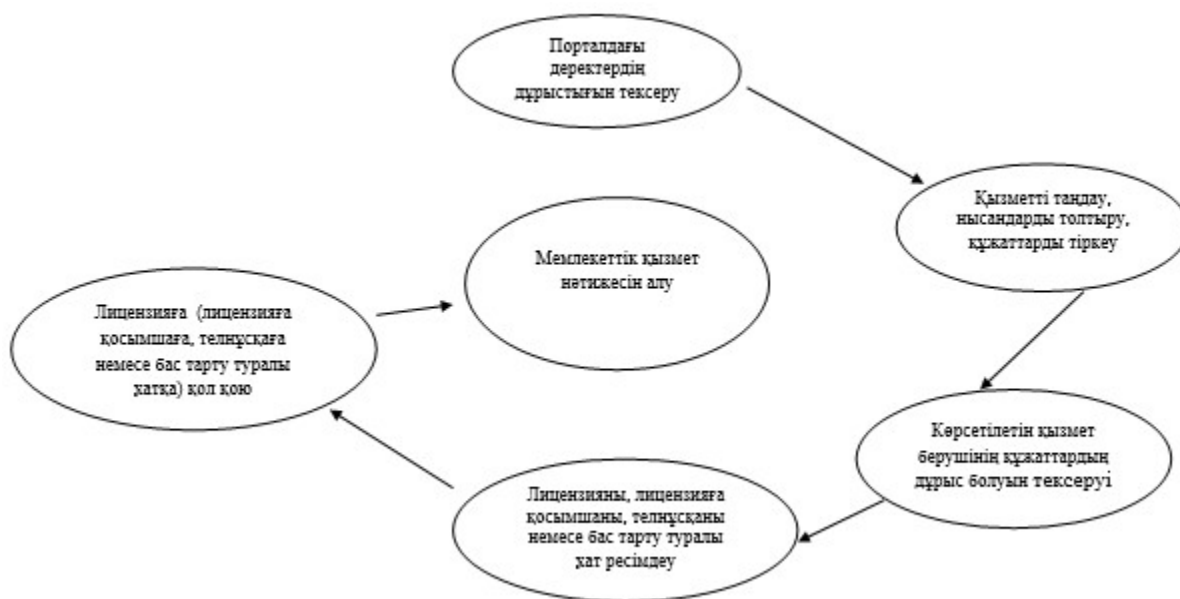 Порталдағы
деректердің
дұрыстығын тексеру
Қызметті таңдау,
нысандарды толтыру,
құжаттарды тіркеу
Көрсетілетін қызмет
берушінің құжаттардың
дұрыс болуын тексеруі
Лицензияны, лицензияға
қосымшаны, телнұсқаны
немесе бас тарту туралы
хат ресімдеу
Лицензияға (лицензияға
қосымшаға, телнұсқаға
немесе бас тарту туралы
хатқа) қол қою
Мемлекеттік қызмет
нәтижесін алу